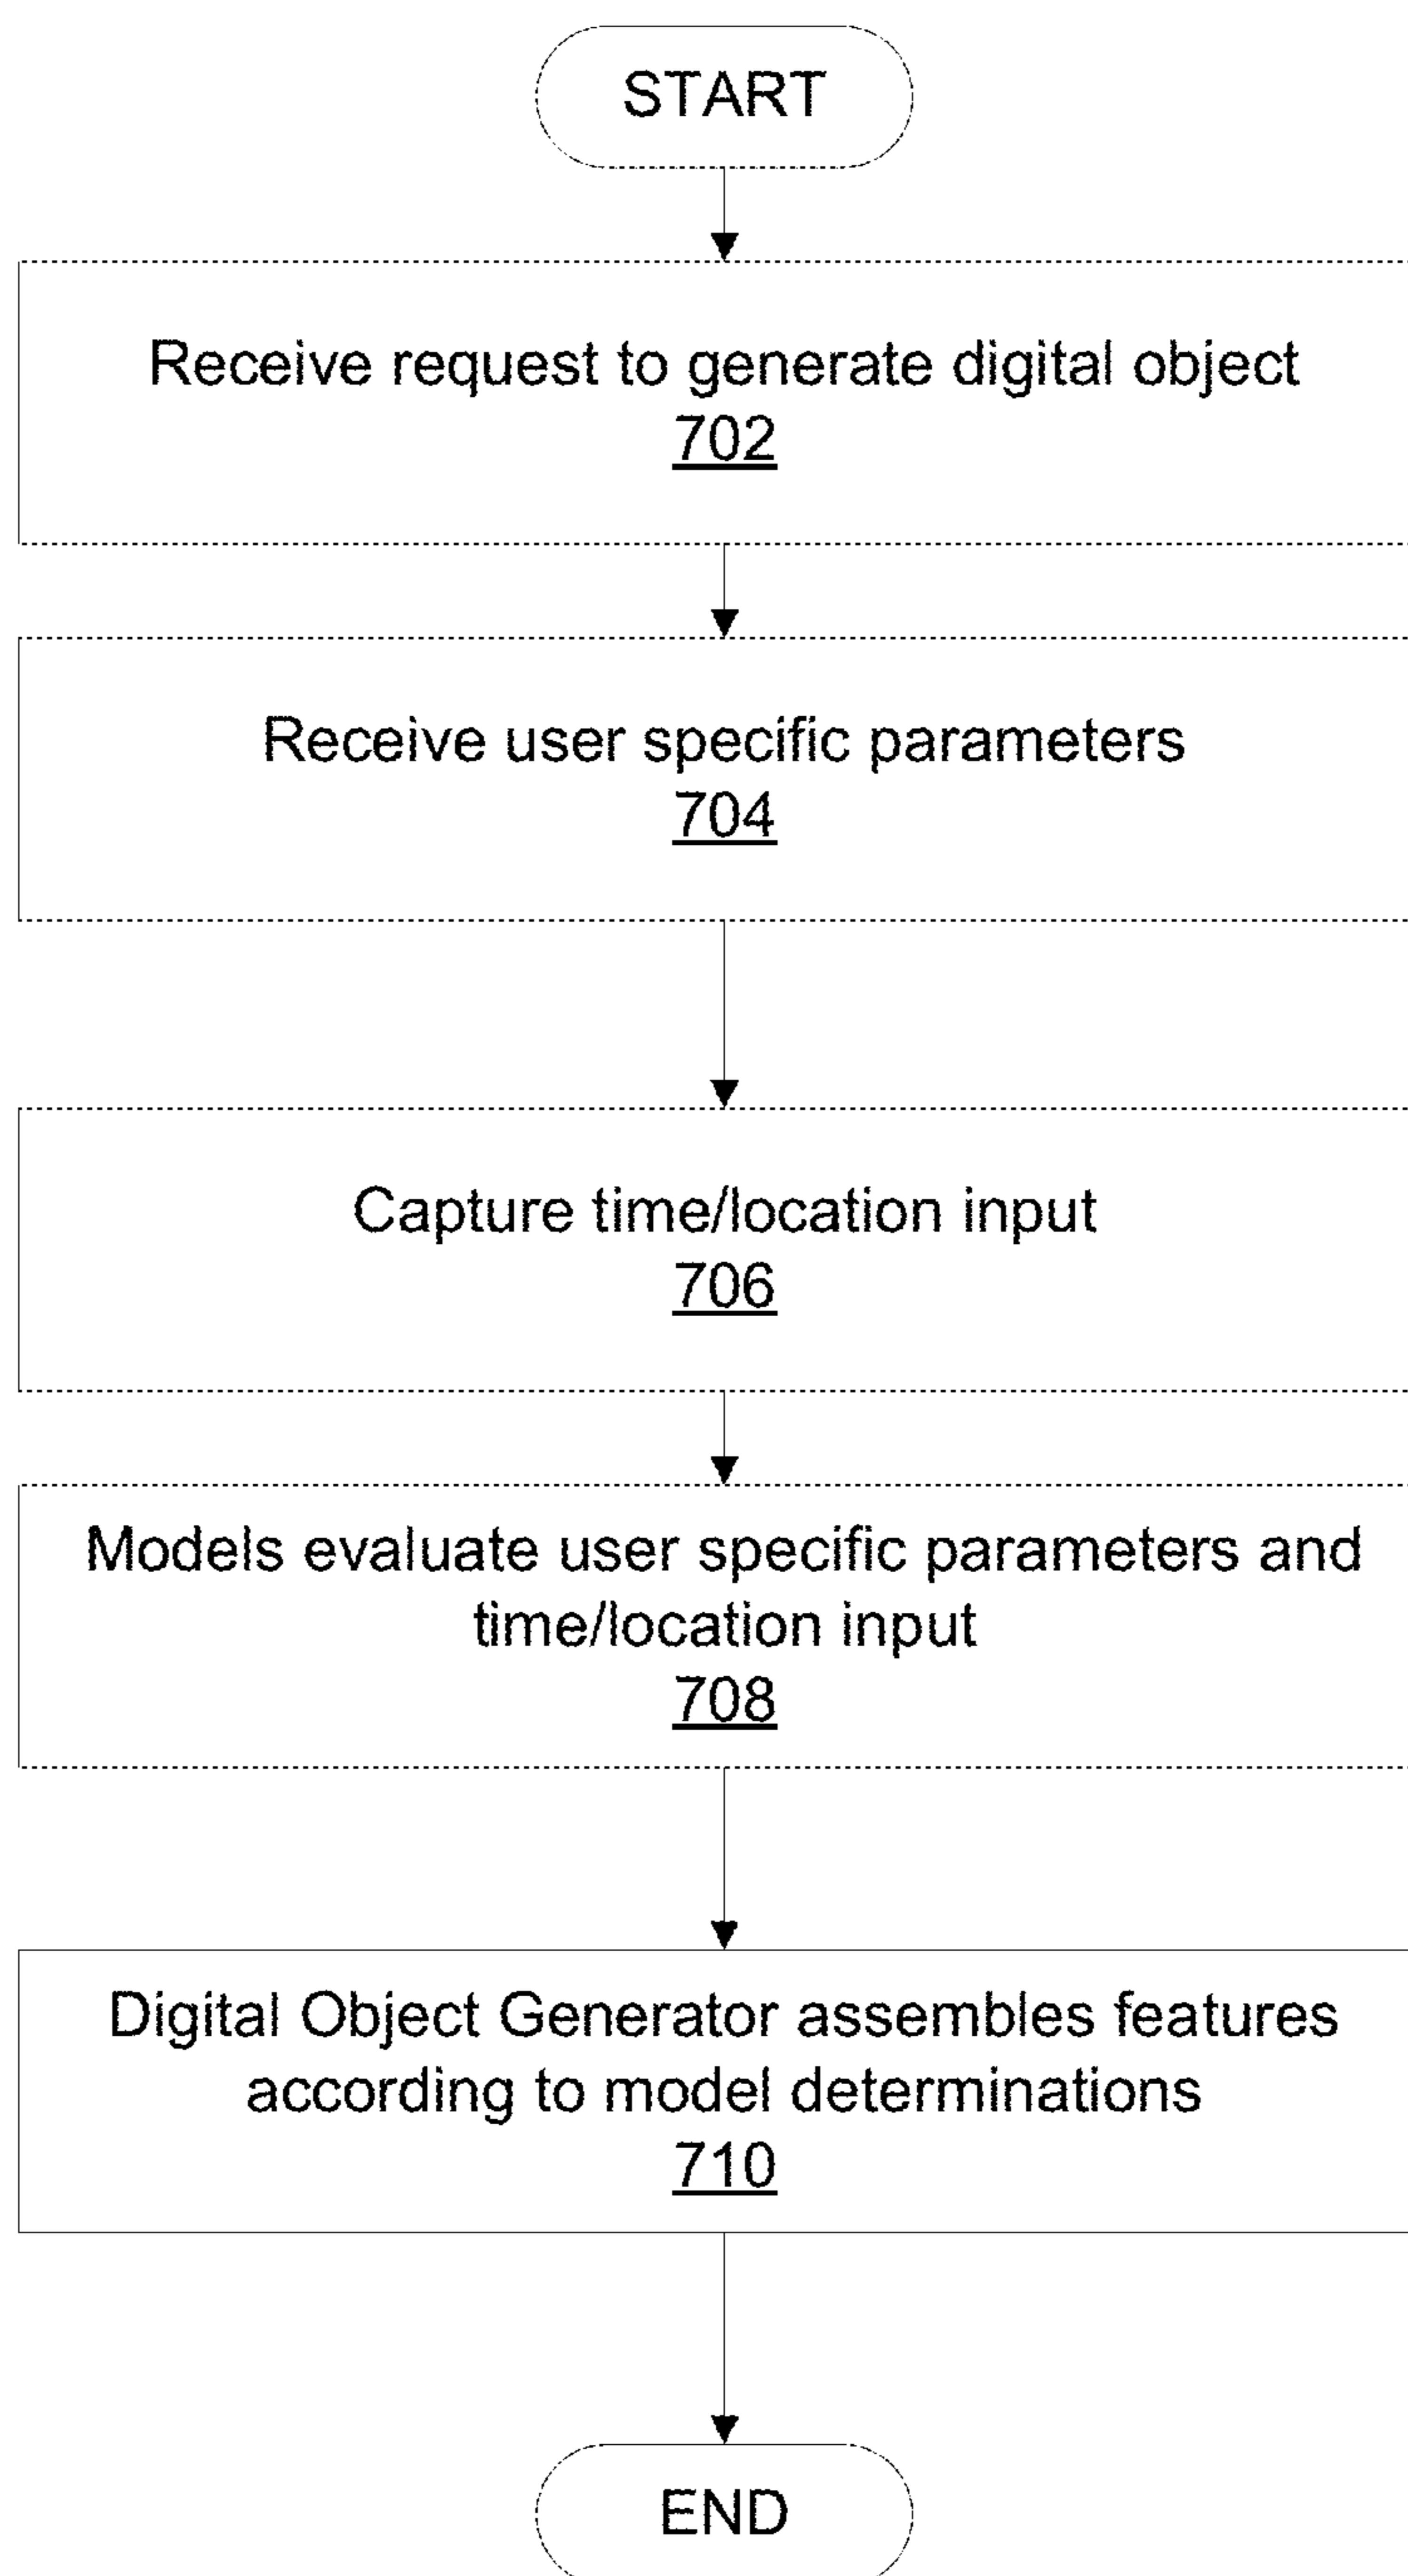 START
Receive request to generate digital object
702
Receive user specific parameters
704
Capture time/location input
706
Models evaluate user specific parameters and
time/location input
708
Digital Object Generator assembles features
according to model determinations
710
END